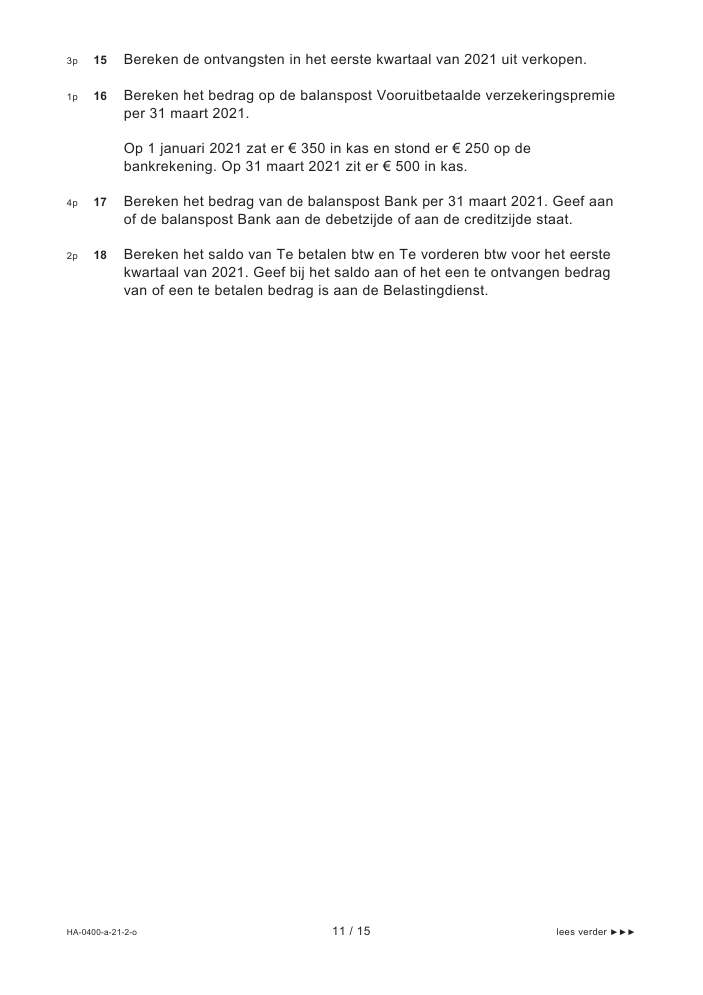 3p 15 Bereken de ontvangsten in het eerste kwartaal van 2021 uit verkopen.
1p 16 Bereken het bedrag op de balanspost Vooruitbetaalde verzekeringspremie
per 31 maart 2021.
Op 1 januari 2021 zat er € 350 in kas en stond er € 250 op de
bankrekening. Op 31 maart 2021 zit er € 500 in kas.
4p 17 Bereken het bedrag van de balanspost Bank per 31 maart 2021. Geef aan
of de balanspost Bank aan de debetzijde of aan de creditzijde staat.
2p 18 Bereken het saldo van Te betalen btw en Te vorderen btw voor het eerste
kwartaal van 2021. Geef bij het saldo aan of het een te ontvangen bedrag
van of een te betalen bedrag is aan de Belastingdienst.
HA-0400-a-21-2-o 11 / 15 lees verder ►►►